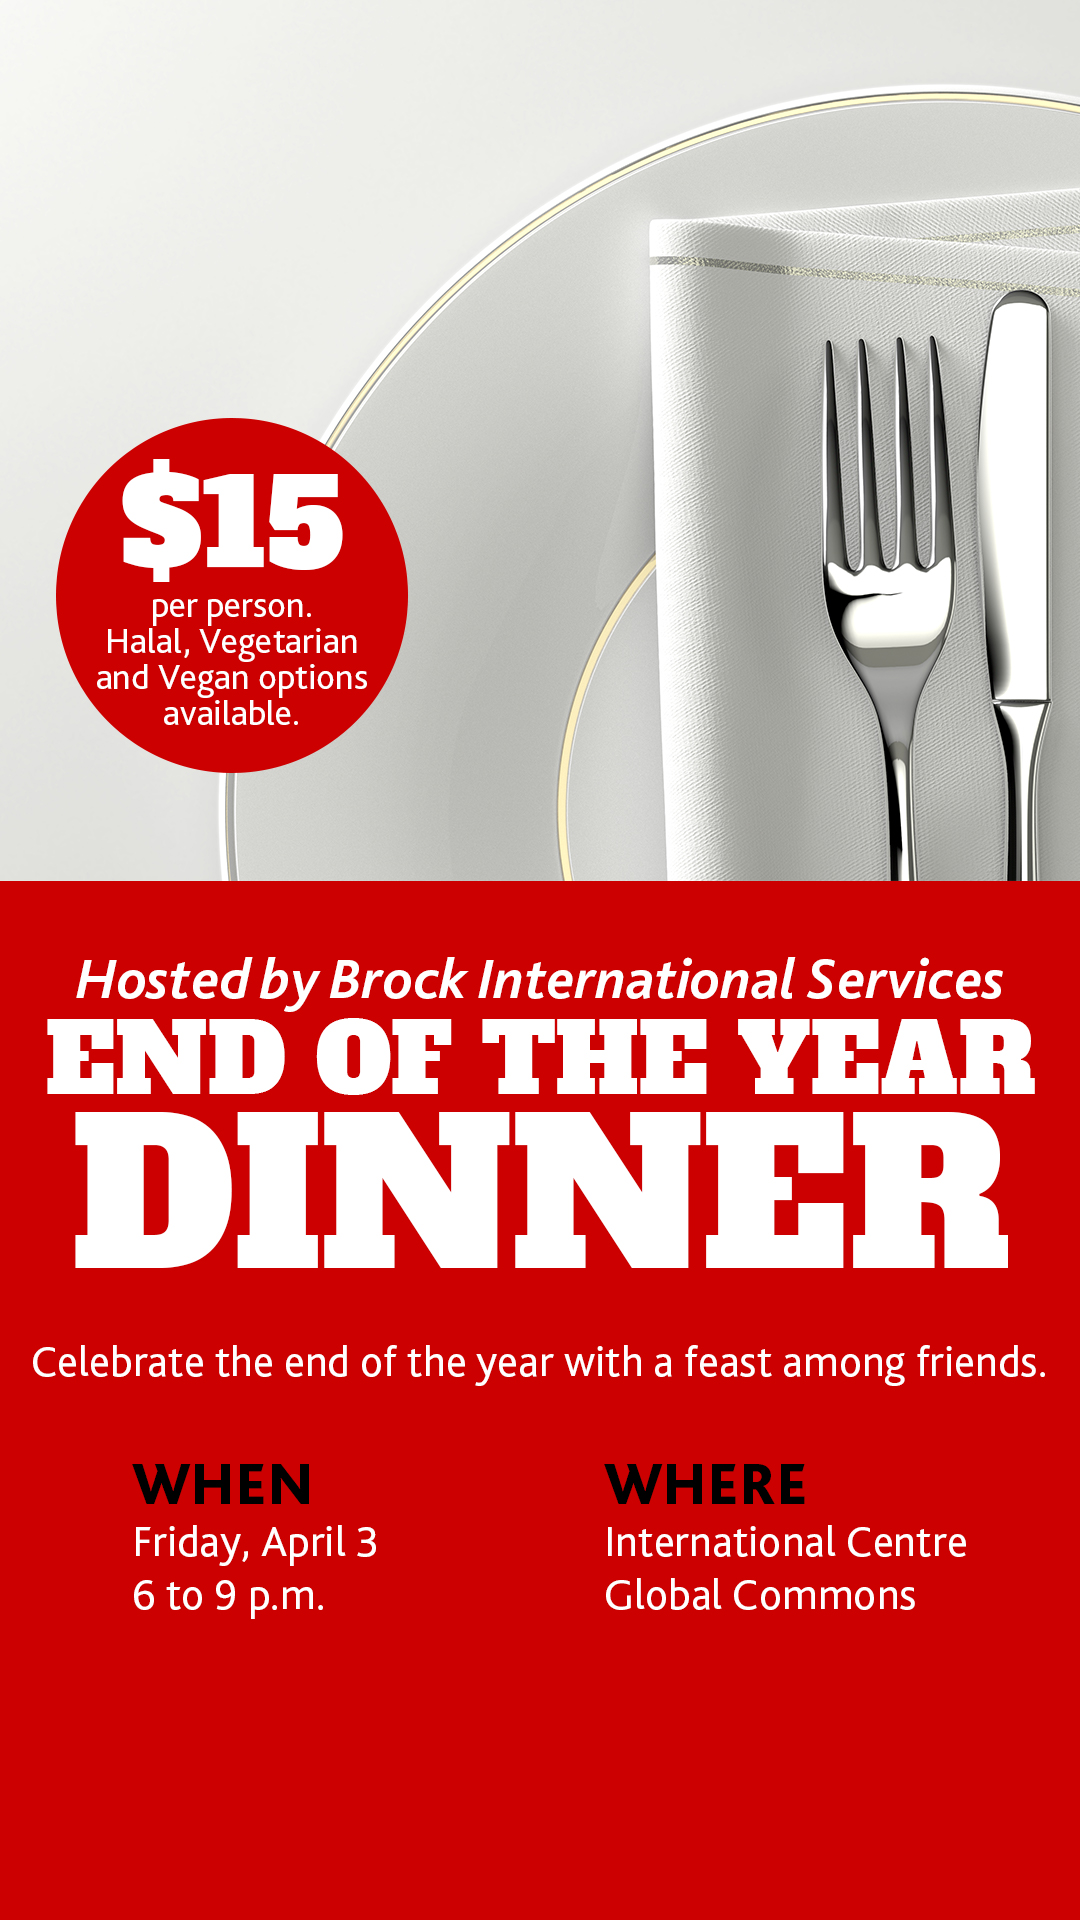 $15
per person.
Halal, Vegetarian
and Vegan options
available.
Hosted by Brock International Services
END OF THE YEAR
DINNER
Celebrate the end of the year with a feast among friends.
WHEN
Friday, April 3
6 to 9 p.m.
WHERE
International Centre
Global Commons